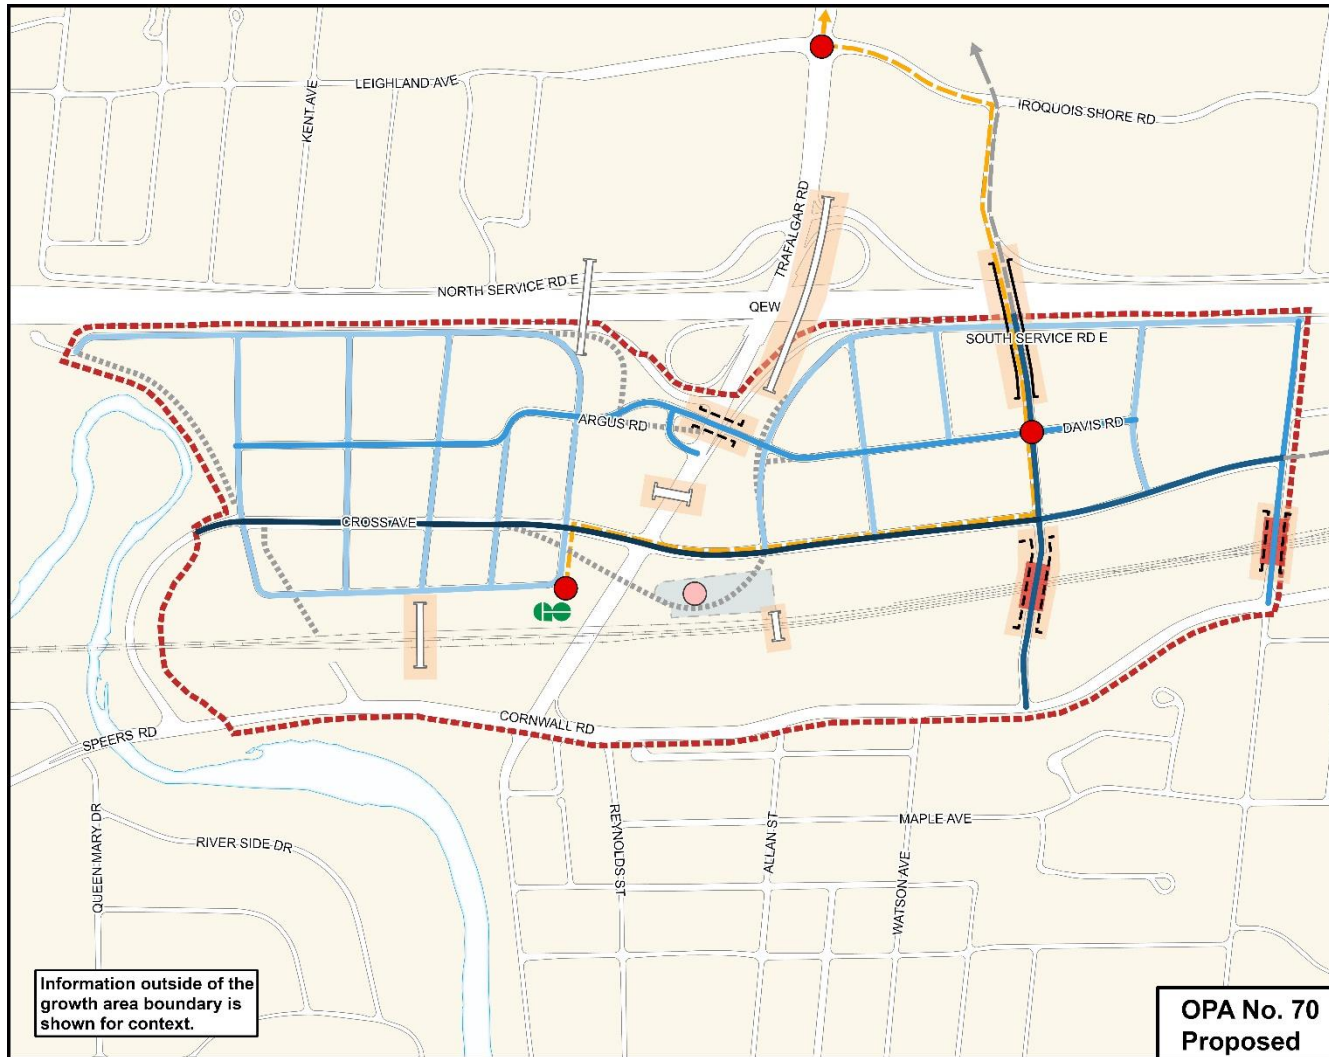 LEIGHLAND AVE
KENT AVE
IROQUOIS SHORE RD
TRAFALGAR RD
NORTH SERVICE RD E
QEW
SOUTH SERVICE RD E
ARGUS RD
DAVIS RD
CROSS AVE
GO
CORNWALL RD
SPEERS RD
QUEEN MARY DR
RIVER SIDE DR
REYNOLDS ST
ALLAN ST
MAPLE AVE
WATSON AVE
Information outside of the
growth area boundary is
shown for context.
OPA No. 70
Proposed